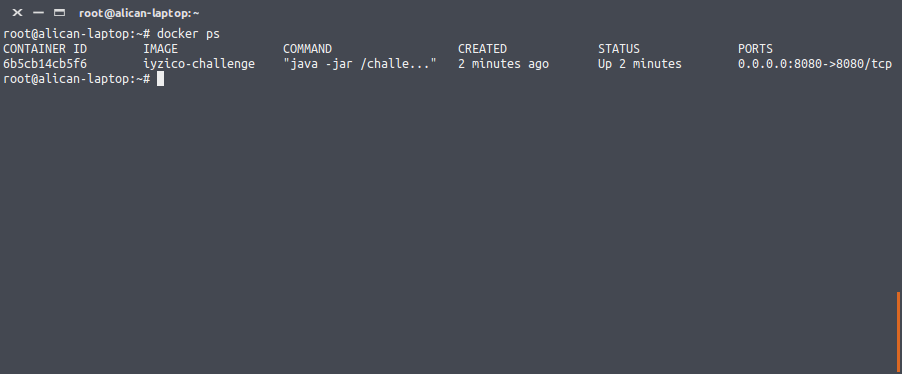 root@alican-laptop:~
root@alican-laptop:~# docker ps
CONTAINER ID        IMAGE               COMMAND                  CREATED             STATUS              PORTS
6b5cb14cb5f6        iyzico-challenge    "java -jar /challe..."   2 minutes ago       Up 2 minutes        0.0.0.0:8080->8080/tcp
root@alican-laptop:~#